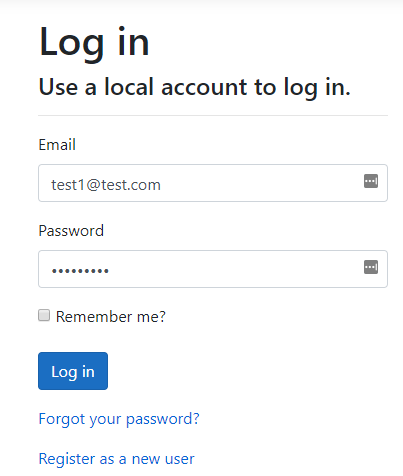 Log in
Use a local account to log in.
Email
test1@test.com
Password
•••••••••
Remember me?
Log in
Forgot your password?
Register as a new user